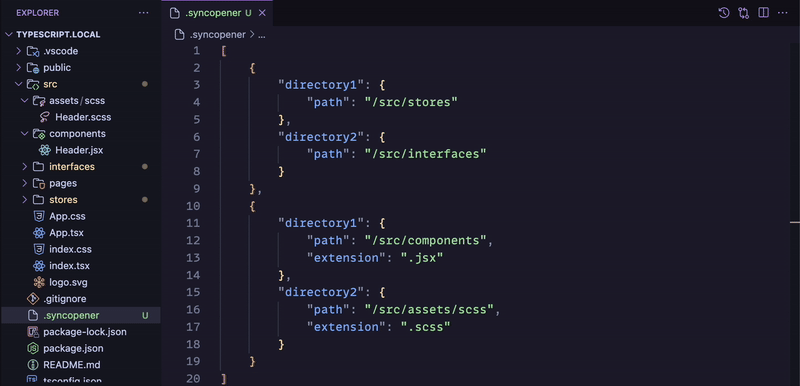 EXPLORER ···
TYPESCRIPT.LOCAL
.vscode
public
src
assets/scss
Header.scss
components
Header.jsx
interfaces
pages
stores
App.css
App.tsx
index.css
index.tsx
logo.svg
.gitignore
.syncopener U
package-lock.json
package.json
README.md
tsconfig.json
.syncopener U
.syncopener > ...
1 [
2 {
3 "directory1": {
4 "path": "/src/stores"
5 },
6 "directory2": {
7 "path": "/src/interfaces"
8 }
9 },
10 {
11 "directory1": {
12 "path": "/src/components",
13 "extension": ".jsx"
14 },
15 "directory2": {
16 "path": "/src/assets/scss",
17 "extension": ".scss"
18 }
19 }
20 ]